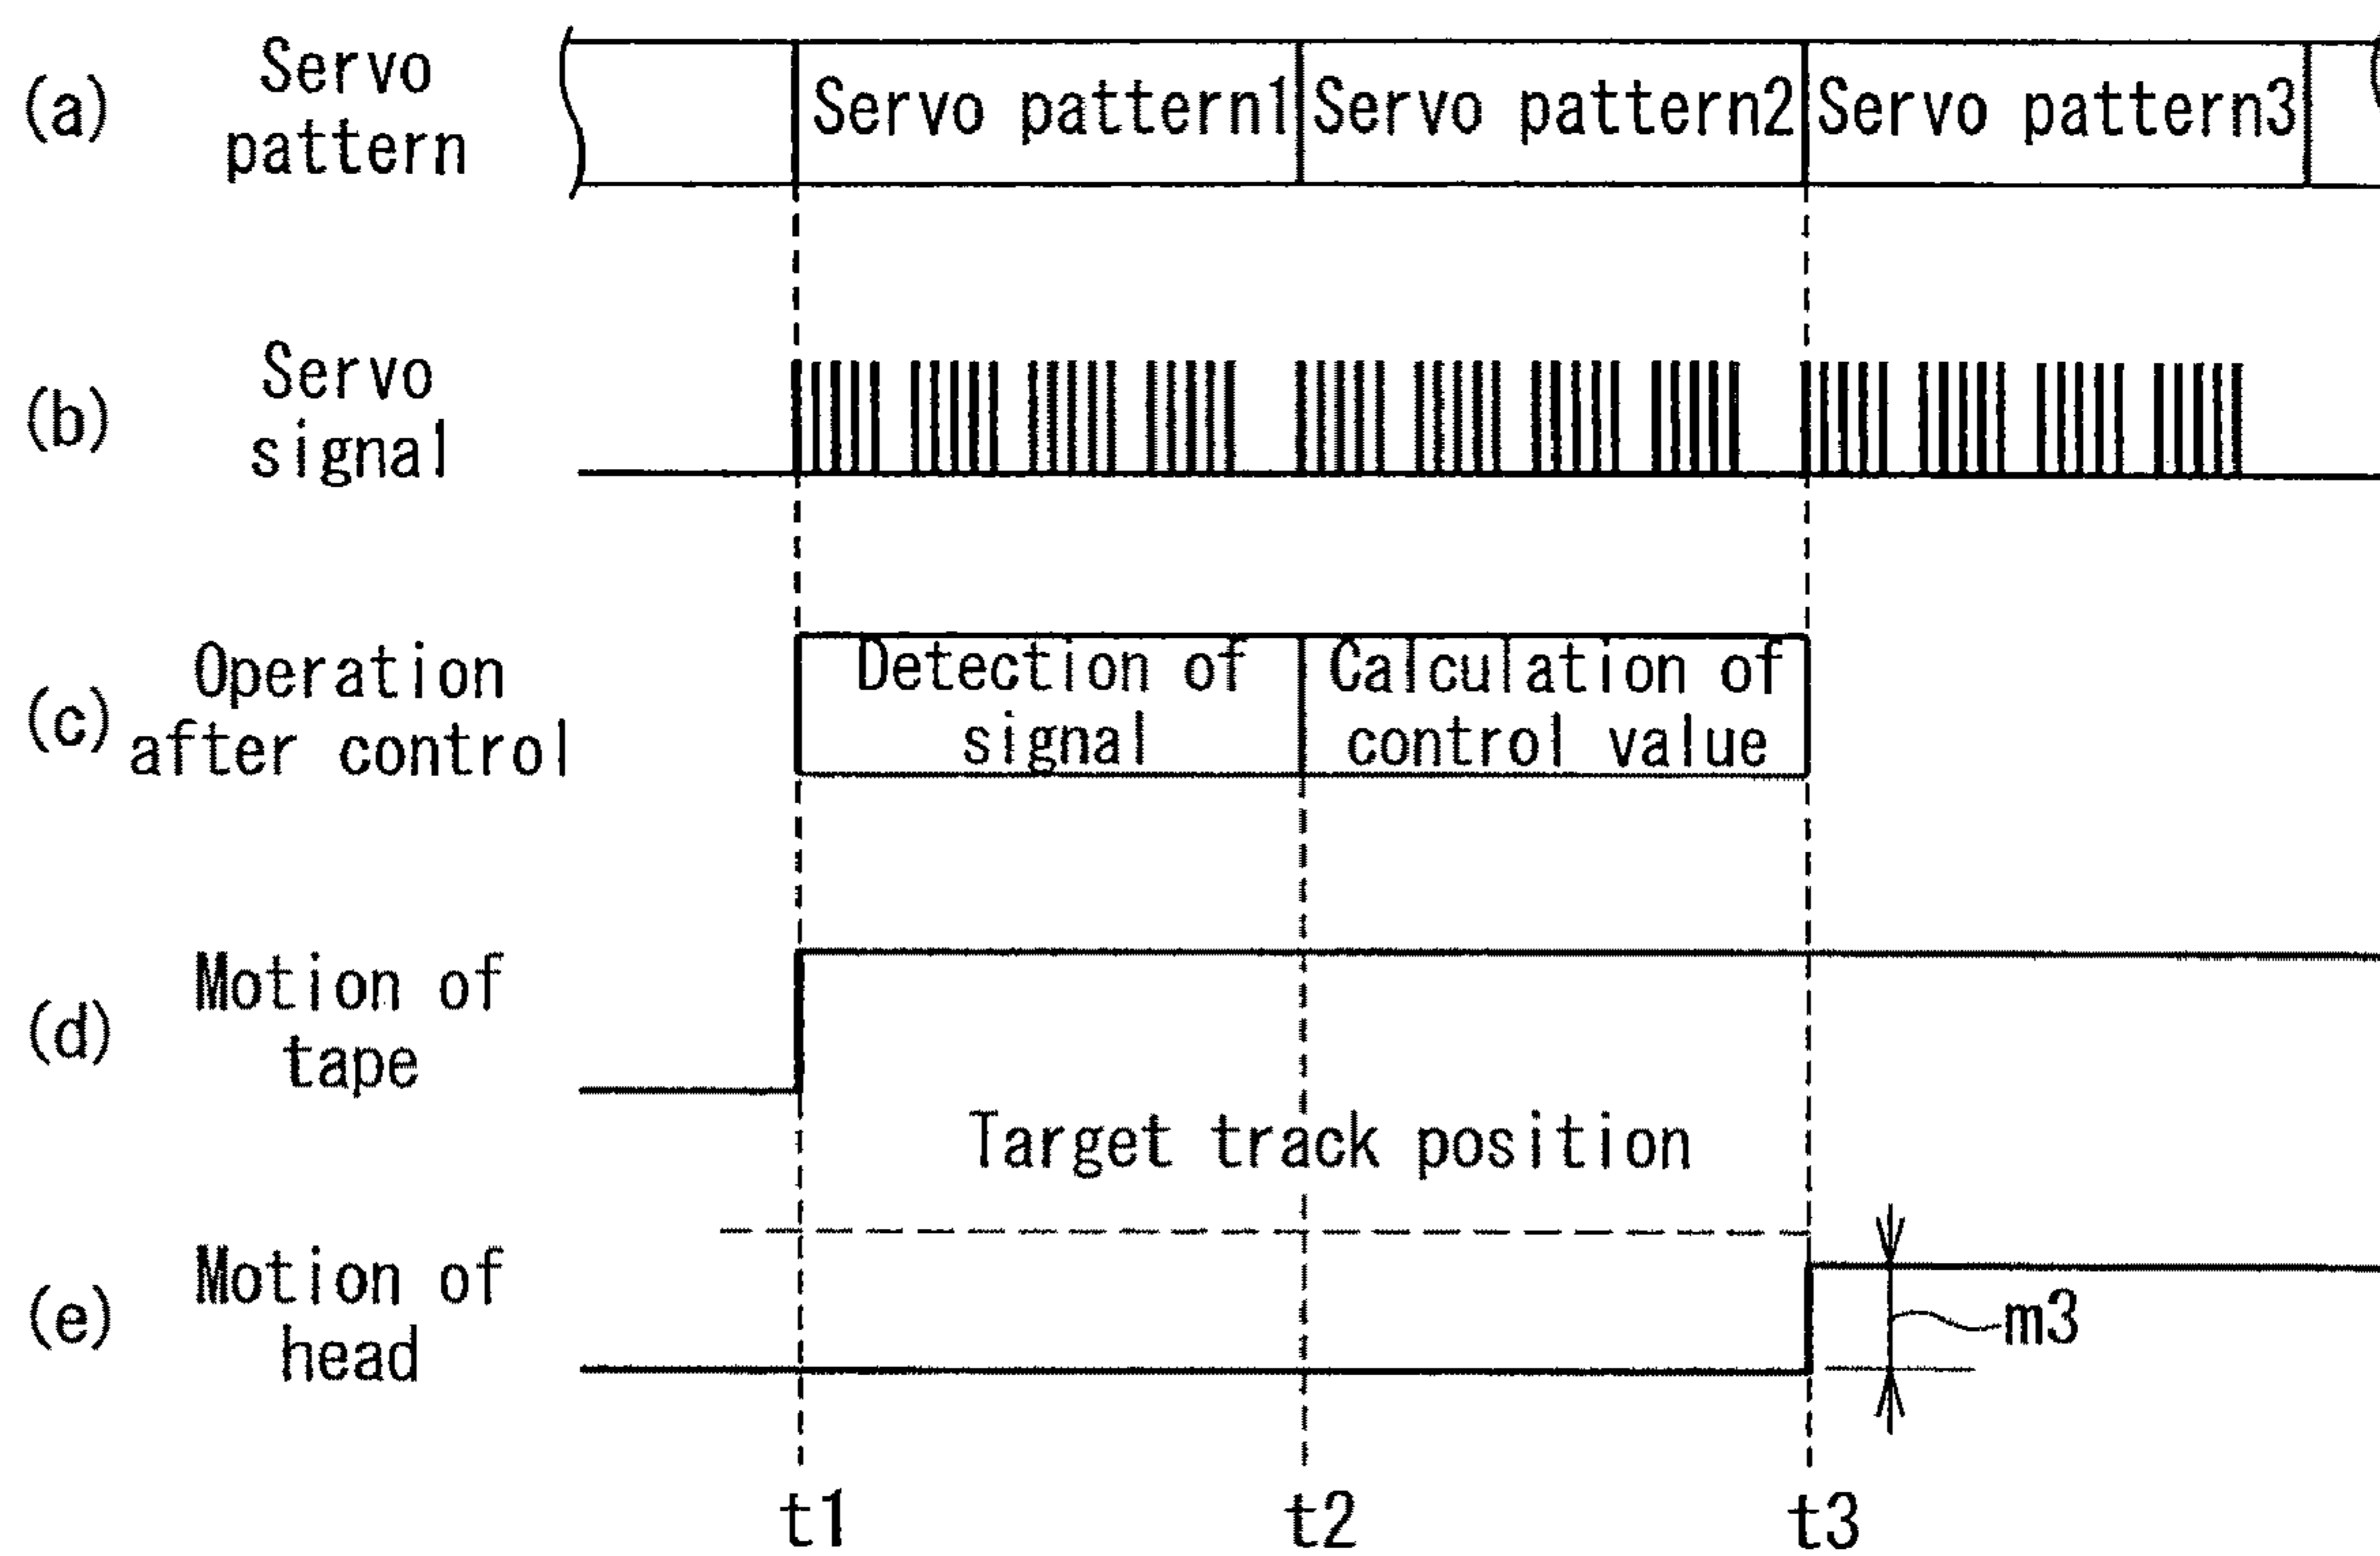 (a)
Servo
pattern
Servo pattern1
Servo pattern2
Servo pattern3
(b)
Servo
signal
(c)
Operation
after control
Detection of
signal
Calculation of
control value
(d)
Motion of
tape
Target track position
(e)
Motion of
head
m3
t1
t2
t3